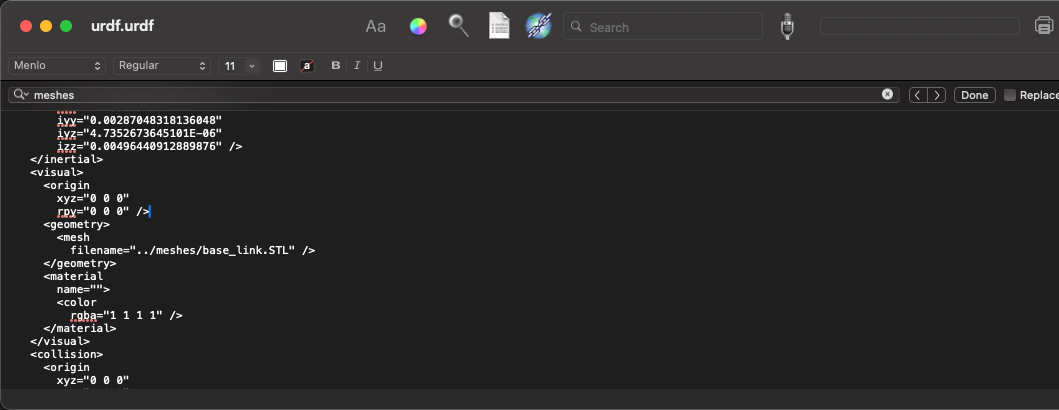 urdf.urdf
Aa
Search
Menlo
Regular
11
a
B I U
meshes
Done
Replace
iyy="0.00287048318136048"
iyz="4.7352673645101E-06"
izz="0.00496440912889876" />
</inertial>
<visual>
<origin
xyz="0 0 0"
rpy="0 0 0" />
<geometry>
<mesh
filename="../meshes/base_link.STL" />
</geometry>
<material
name="">
<color
rgba="1 1 1 1" />
</material>
</visual>
<collision>
<origin
xyz="0 0 0"